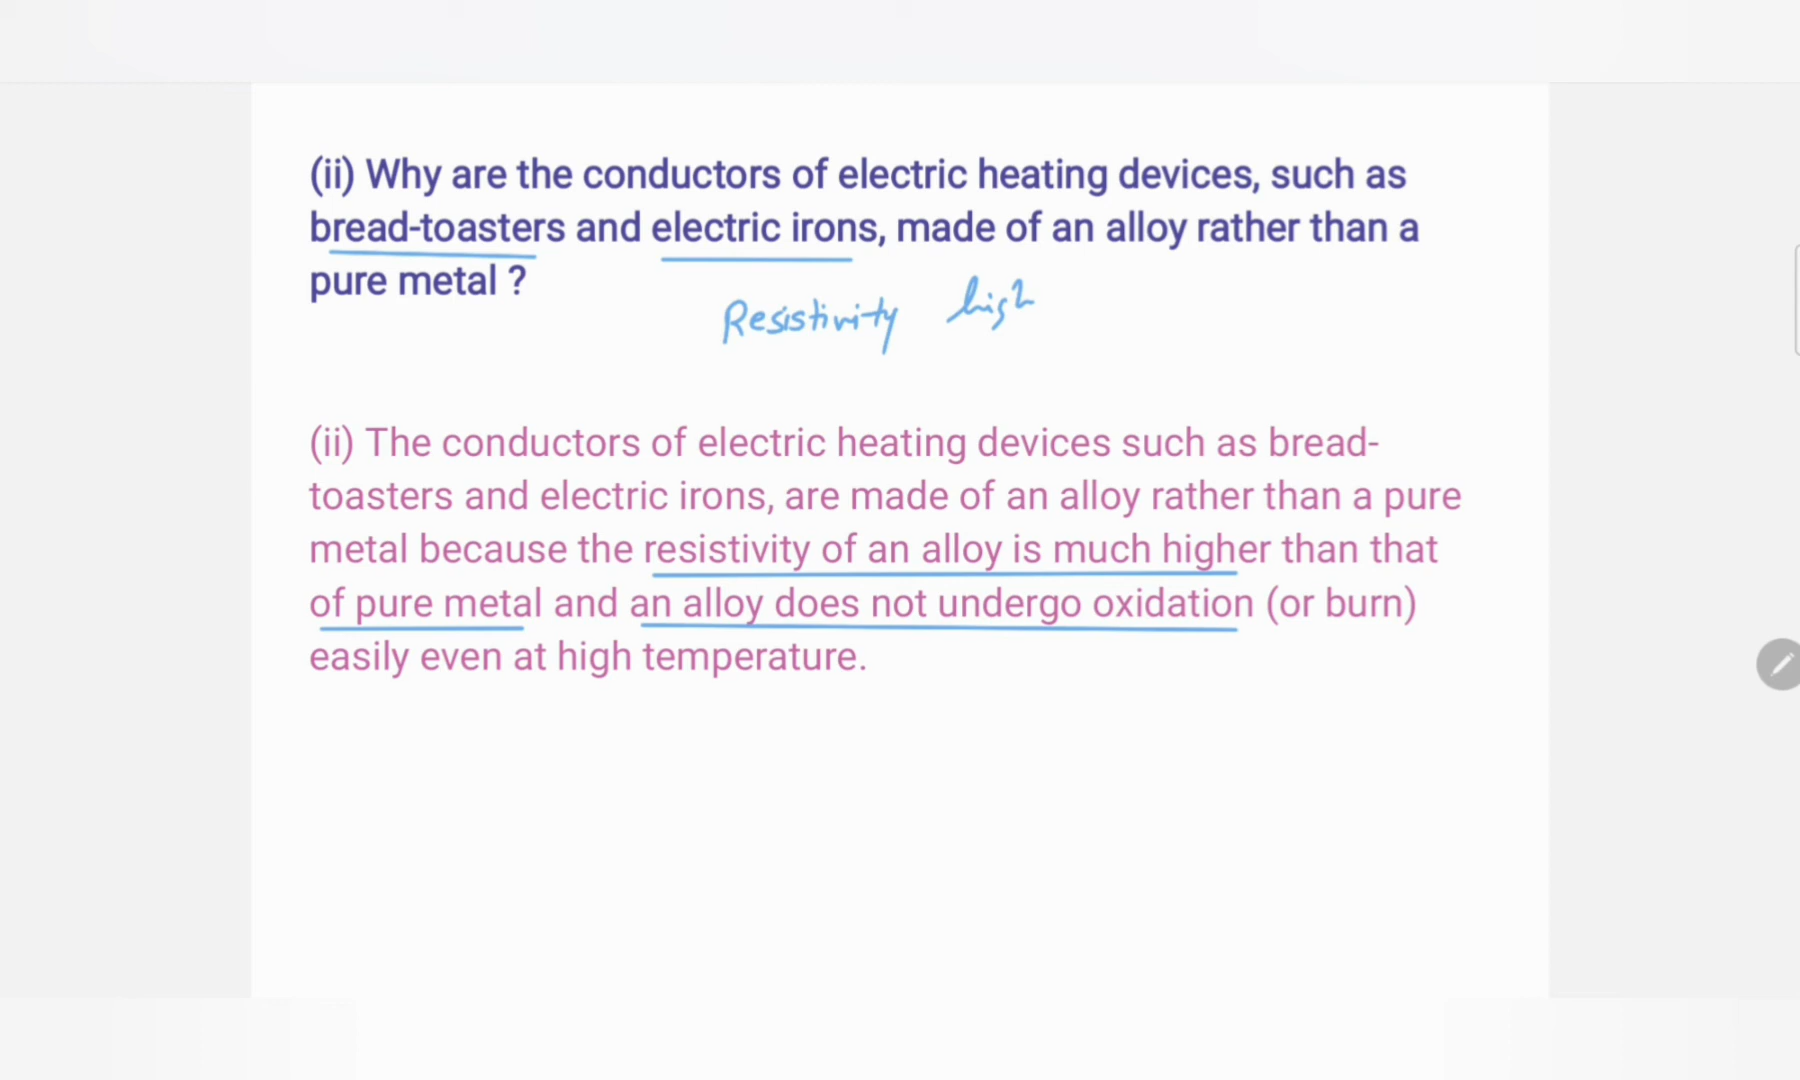 (ii) Why are the conductors of electric heating devices, such as
bread-toasters and electric irons, made of an alloy rather than a
pure metal ?
Resistivity high
(ii) The conductors of electric heating devices such as bread-
toasters and electric irons, are made of an alloy rather than a pure
metal because the resistivity of an alloy is much higher than that
of pure metal and an alloy does not undergo oxidation (or burn)
easily even at high temperature.